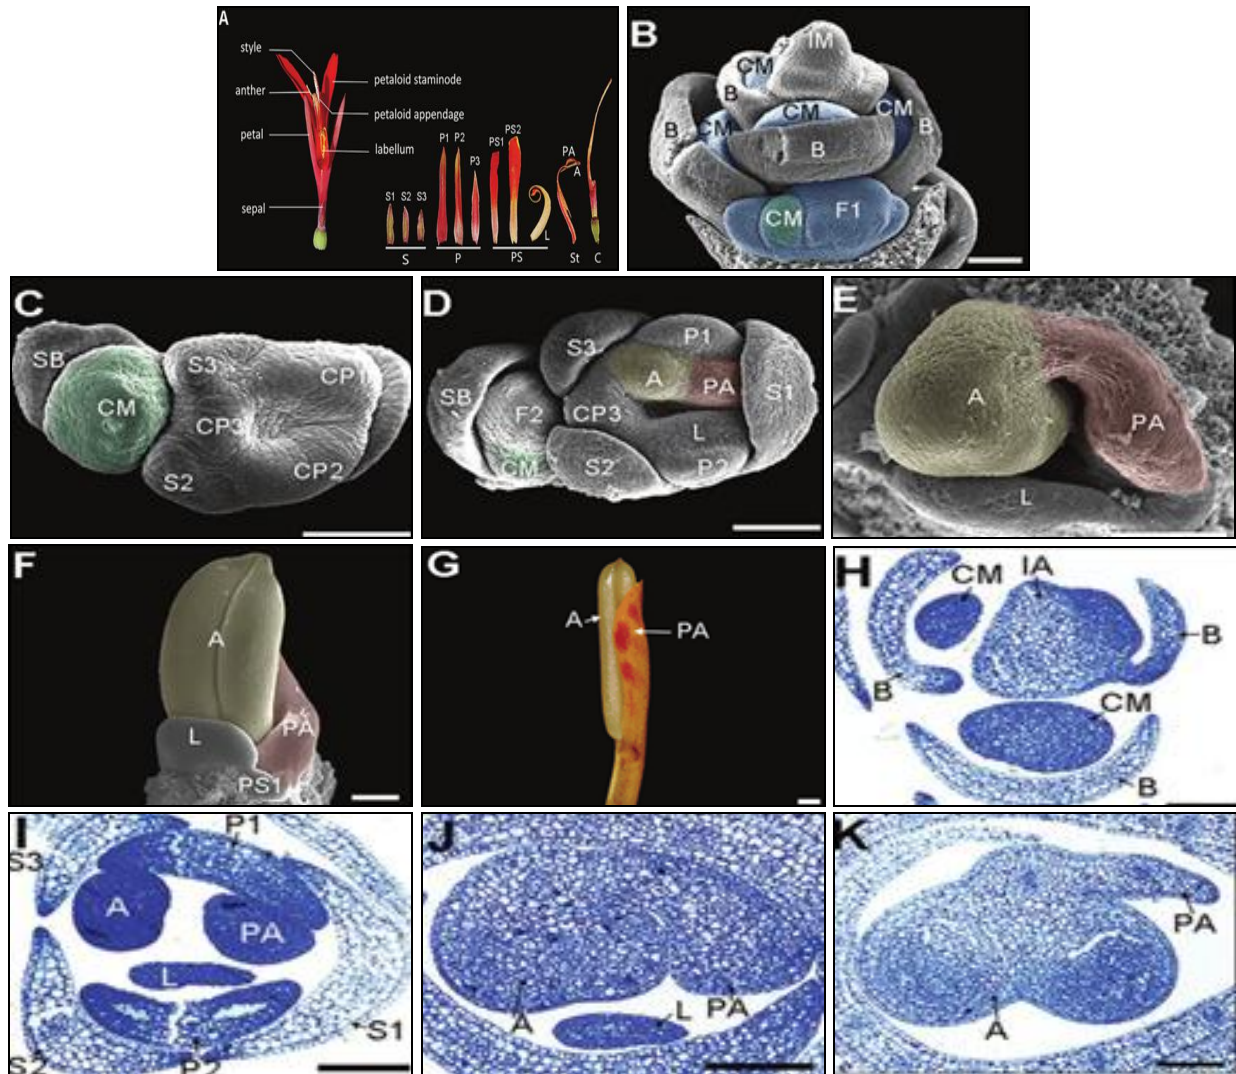 A
style
anther
petal
sepal
petaloid staminode
petaloid appendage
labellum
S1 S2 S3
P1 P2 P3
PS1 PS2
L
PA
A
S P PS St C
B
IM
CM
B
CM
CM
CM
B
B
B
CM
F1
C
SB
CM
S3
CP1
CP3
S2
CP2
D
S3
P1
SB
A
PA
S1
F2
CP3
L
CM
S2
P2
E
A
PA
L
F
A
L
PA
PS1
G
A
PA
H
CM
IA
B
B
CM
B
I
P1
S3
A
PA
L
S1
S2
P2
J
A
PA
L
K
PA
A